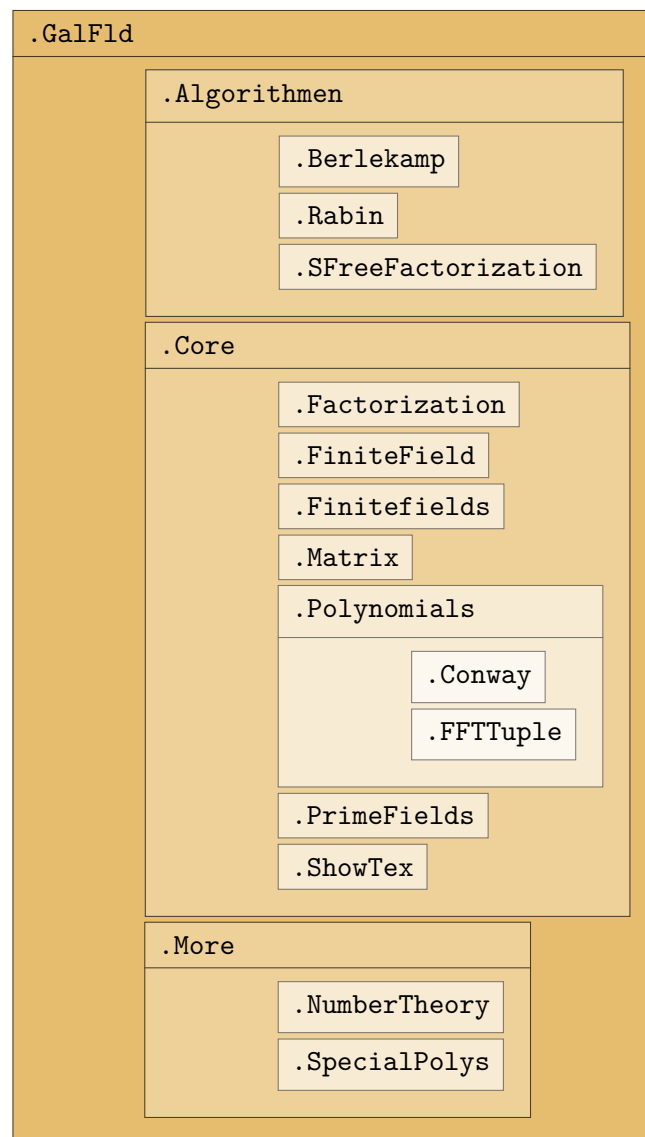 .GalFld
.Algorithmen
.Berlekamp
.Rabin
.SFreeFactorization
.Core
.Factorization
.FiniteField
.Finitefields
.Matrix
.Polynomials
.Conway
.FFTTuple
.PrimeFields
.ShowTex
.More
.NumberTheory
.SpecialPolys